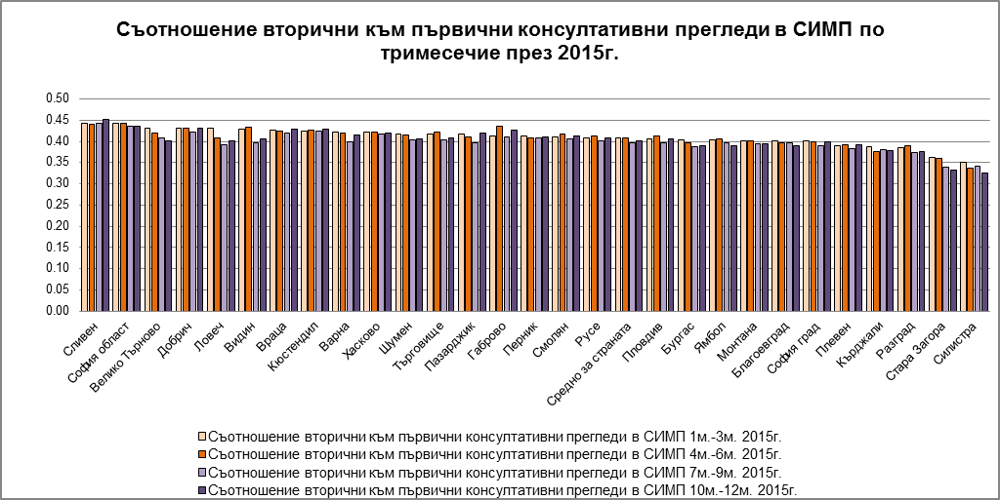 Съотношение вторични към първични консултативни прегледи в СИМП по
тримесечие през 2015г.
0.50
0.45
0.40
0.35
0.30
0.25
0.20
0.15
0.10
0.05
0.00
Сливен
София област
Велико Търново
Добрич
Ловеч
Видин
Враца
Кюстендил
Варна
Хасково
Шумен
Търговище
Пазарджик
Габрово
Перник
Смолян
Русе
Средно за страната
Пловдив
Бургас
Ямбол
Монтана
Благоевград
София град
Плевен
Кърджали
Разград
Стара Загора
Силистра
Съотношение вторични към първични консултативни прегледи в СИМП 1м.-3м. 2015г.
Съотношение вторични към първични консултативни прегледи в СИМП 4м.-6м. 2015г.
Съотношение вторични към първични консултативни прегледи в СИМП 7м.-9м. 2015г.
Съотношение вторични към първични консултативни прегледи в СИМП 10м.-12м. 2015г.